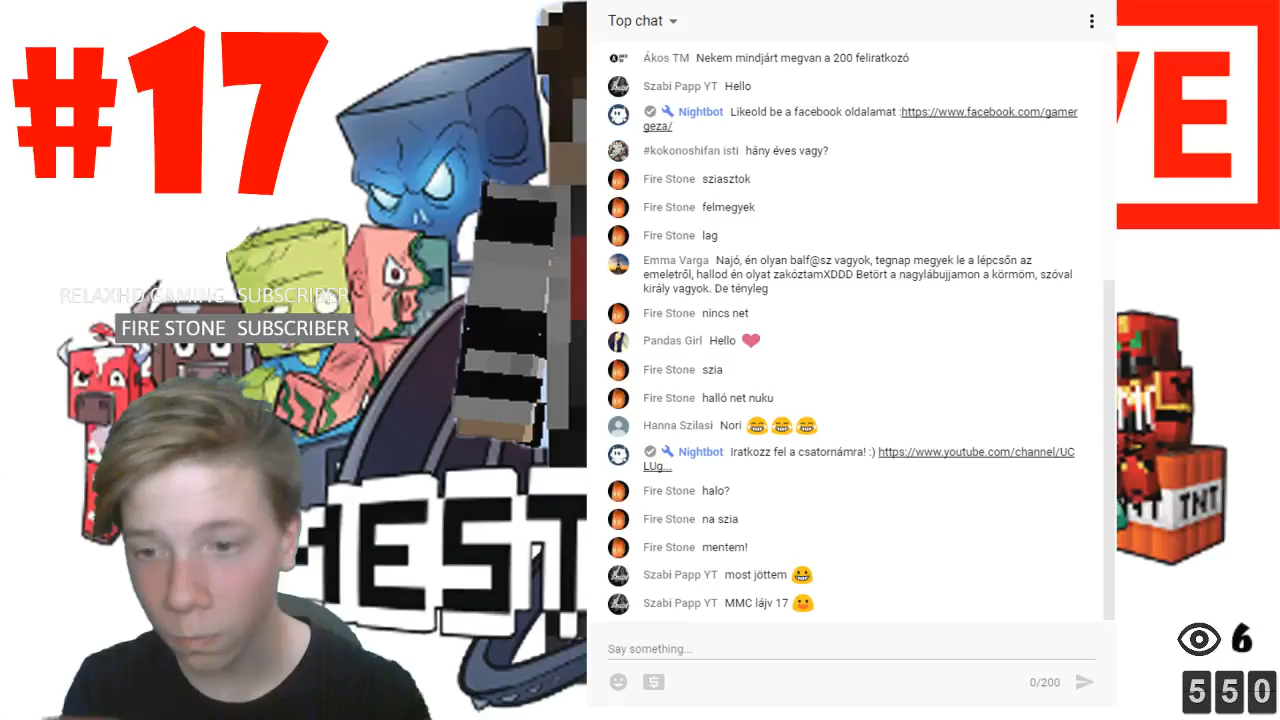 #17
Top chat
Ákos TM Nekem mindjárt megvan a 200 feliratkozó
Szabi Papp YT Hello
Nightbot Likeold be a facebook oldalamat :https://www.facebook.com/gamer
geza/
#kokonoshifan isti hány éves vagy?
Fire Stone sziasztok
Fire Stone felmegyek
Fire Stone lag
Emma Varga Najó, én olyan balf@sz vagyok, tegnap megyek le a lépcsőn az
emeletről, hallod én olyat zakóztamXDDD Betört a nagylábujjamon a körmöm, szóval
király vagyok. De tényleg
Fire Stone nincs net
Pandas Girl Hello
Fire Stone szia
Fire Stone halló net nuku
Hanna Szilasi Nori
Nightbot Iratkozz fel a csatornámra! :) https://www.youtube.com/channel/UC
LUg...
Fire Stone halo?
Fire Stone na szia
Fire Stone mentem!
Szabi Papp YT most jöttem
Szabi Papp YT MMC lájv 17
Say something...
0/200
RELAXHD GAMING SUBSCRIBER
FIRE STONE SUBSCRIBER
HEST
VE
TNT
6
550